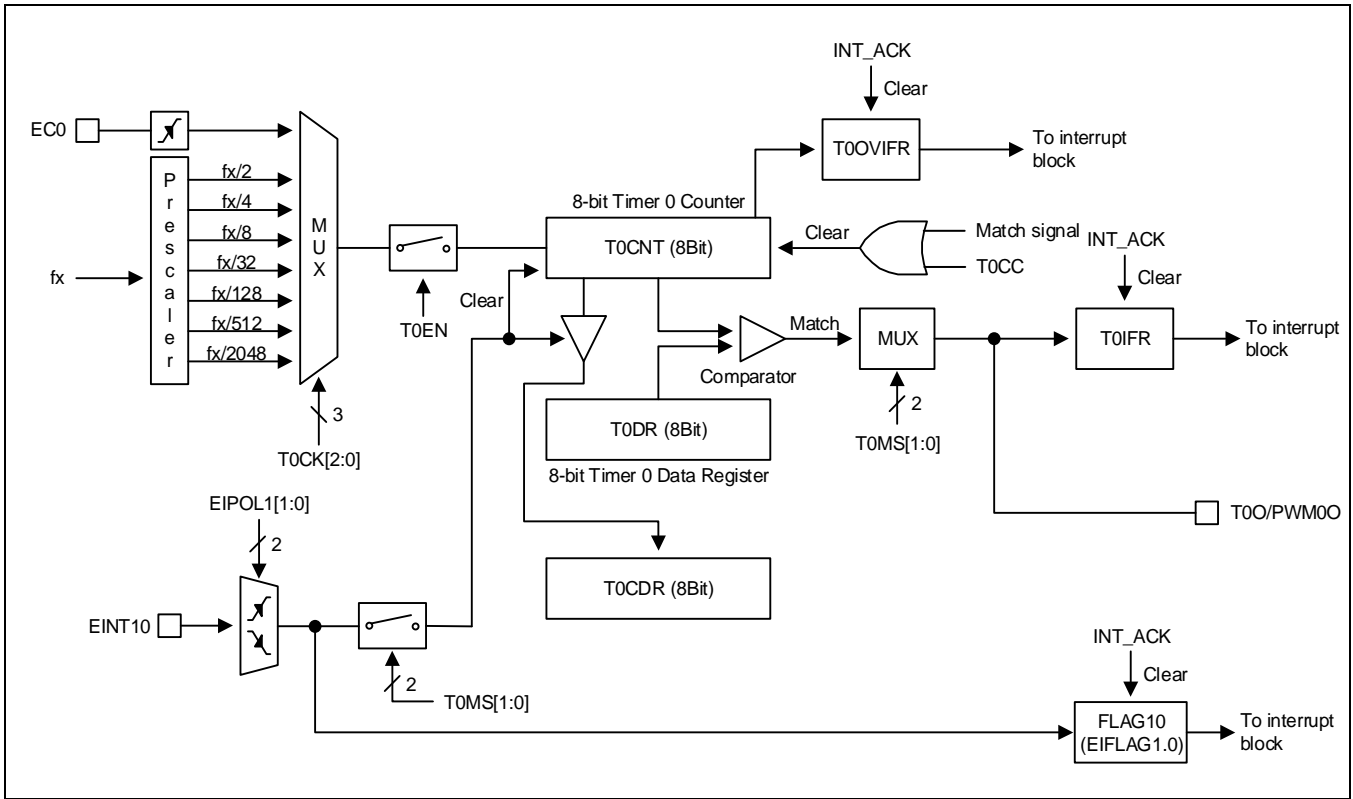 INT_ACK
Clear
EC0
T0OVIFR
To interrupt
block
Prescaler
fx/2
fx/4
fx/8
fx/32
fx/128
fx/512
fx/2048
fx
MUX
8-bit Timer 0 Counter
T0CNT (8Bit)
Clear
Match signal
T0CC
INT_ACK
Clear
T0EN
Clear
Match
Comparator
MUX
T0IFR
To interrupt
block
3
T0CK[2:0]
2
T0MS[1:0]
T0DR (8Bit)
8-bit Timer 0 Data Register
EIPOL1[1:0]
2
T0O/PWM0O
T0CDR (8Bit)
EINT10
2
T0MS[1:0]
INT_ACK
Clear
FLAG10
(EIFLAG1.0)
To interrupt
block